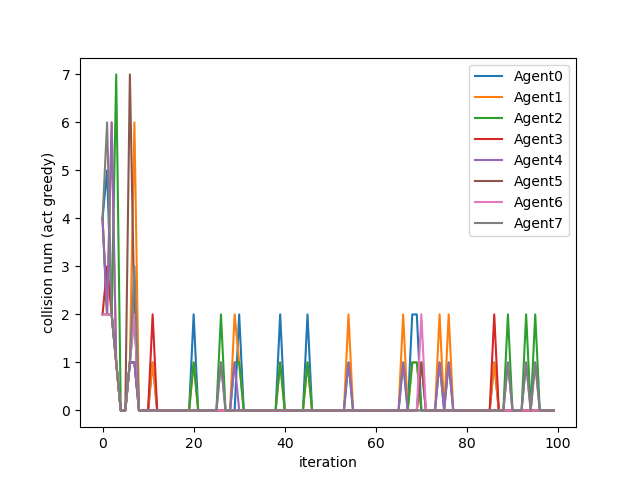 7
6
5
4
3
2
1
0
collision num (act greedy)
0 20 40 60 80 100
iteration
Agent0
Agent1
Agent2
Agent3
Agent4
Agent5
Agent6
Agent7